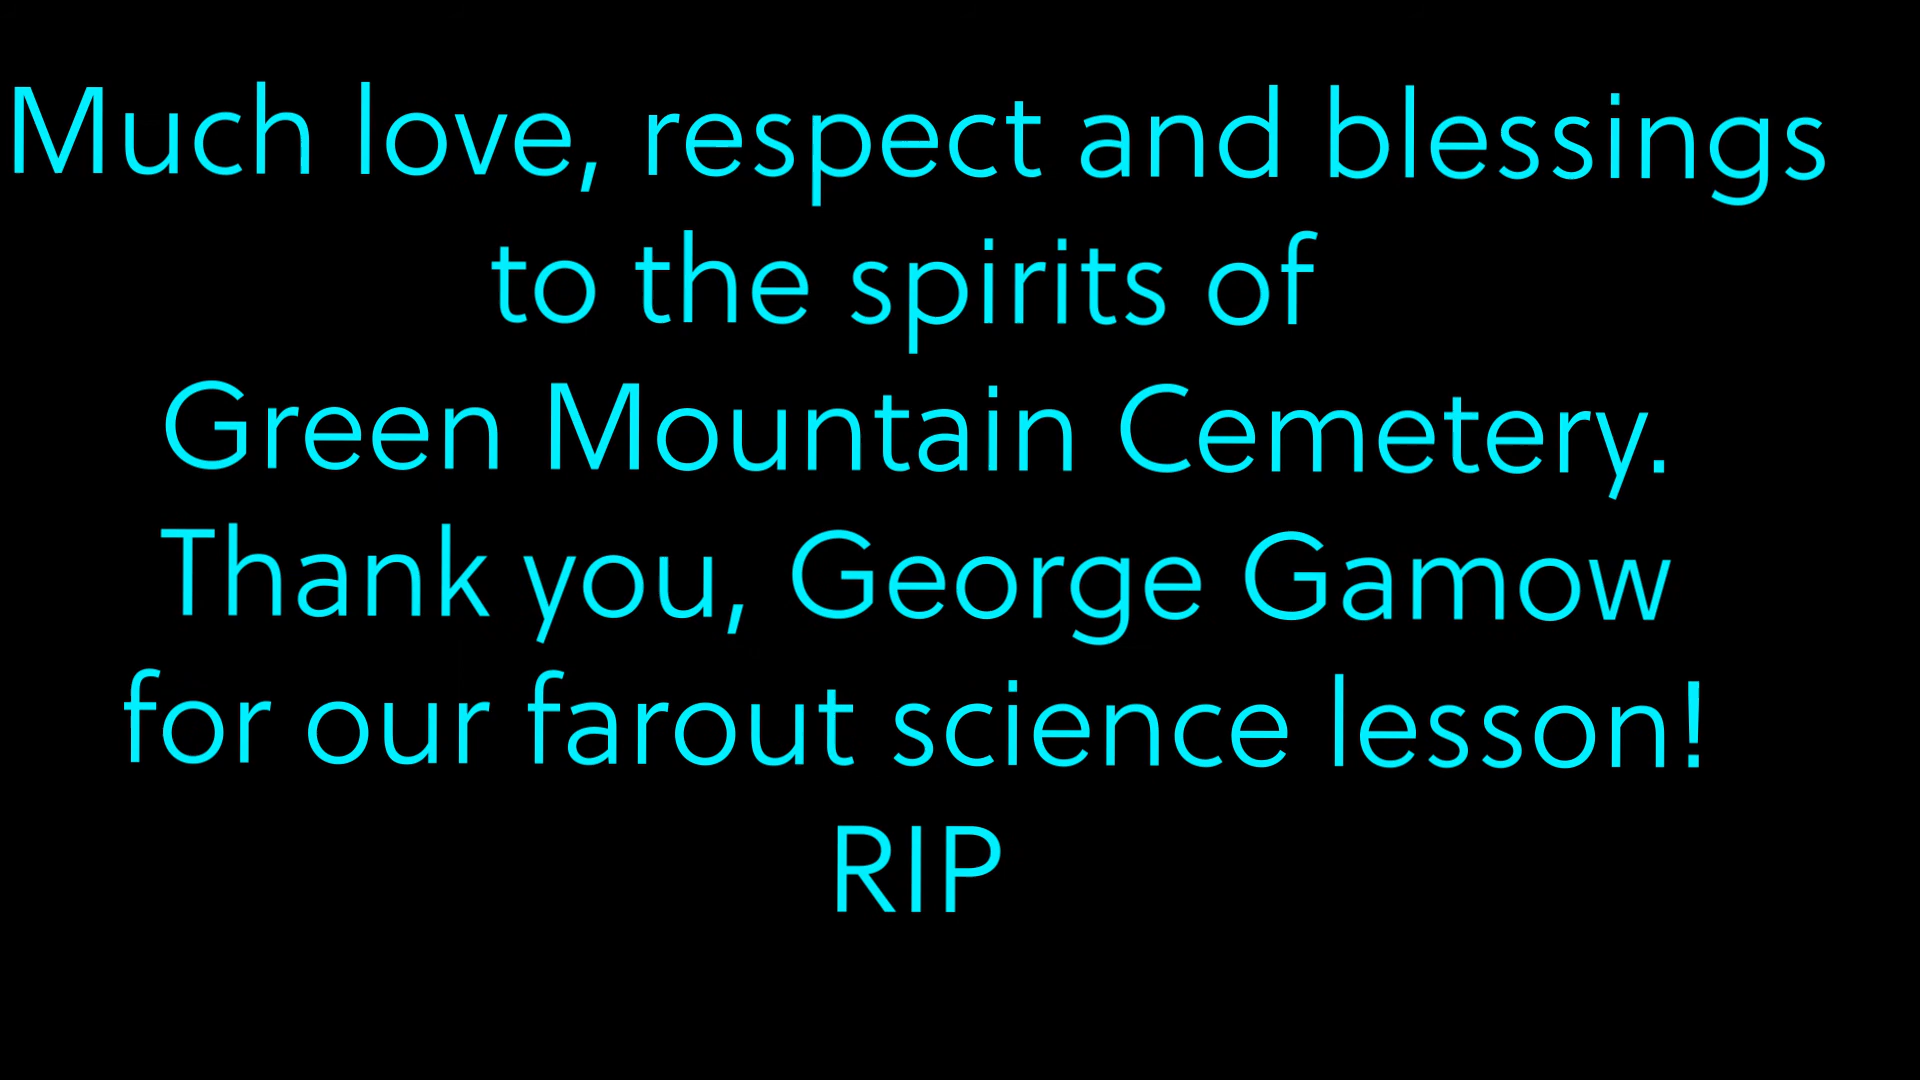 Much love, respect and blessings
to the spirits of
Green Mountain Cemetery.
Thank you, George Gamow
for our farout science lesson!
RIP